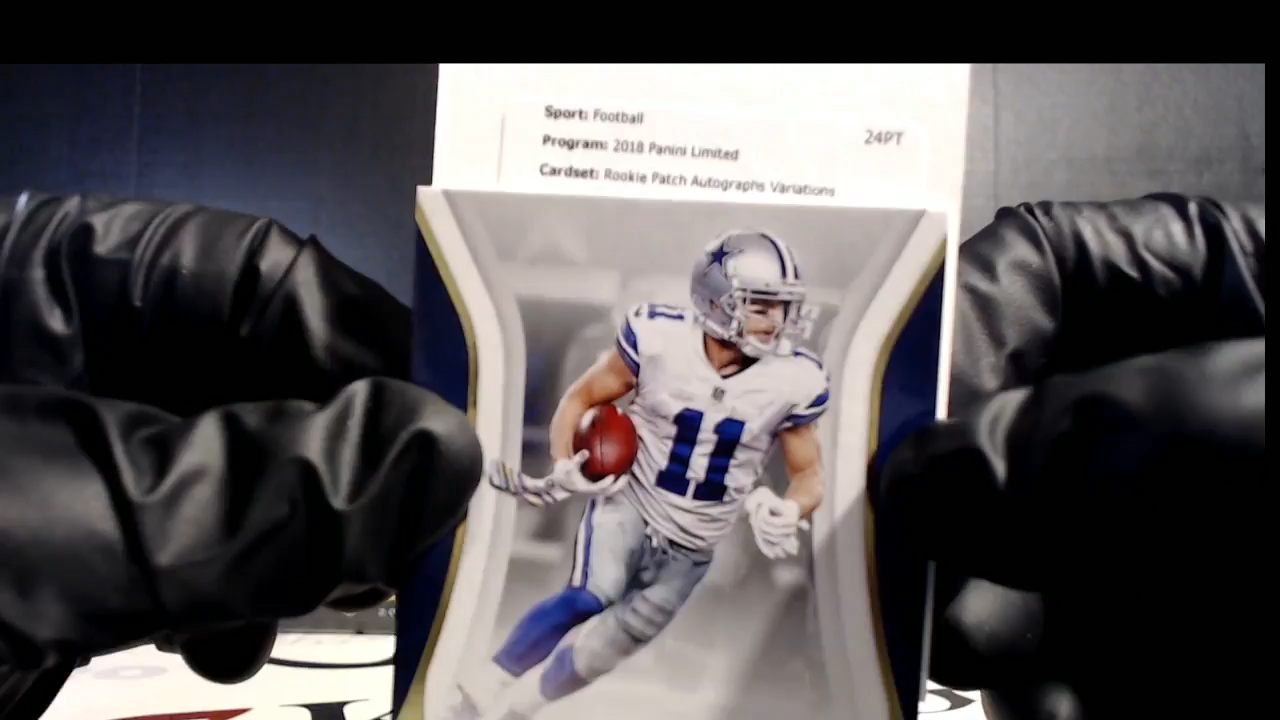 Sport: Football
24PT
Program: 2018 Panini Limited
Cardset: Rookie Patch Autographs Variations
11
11